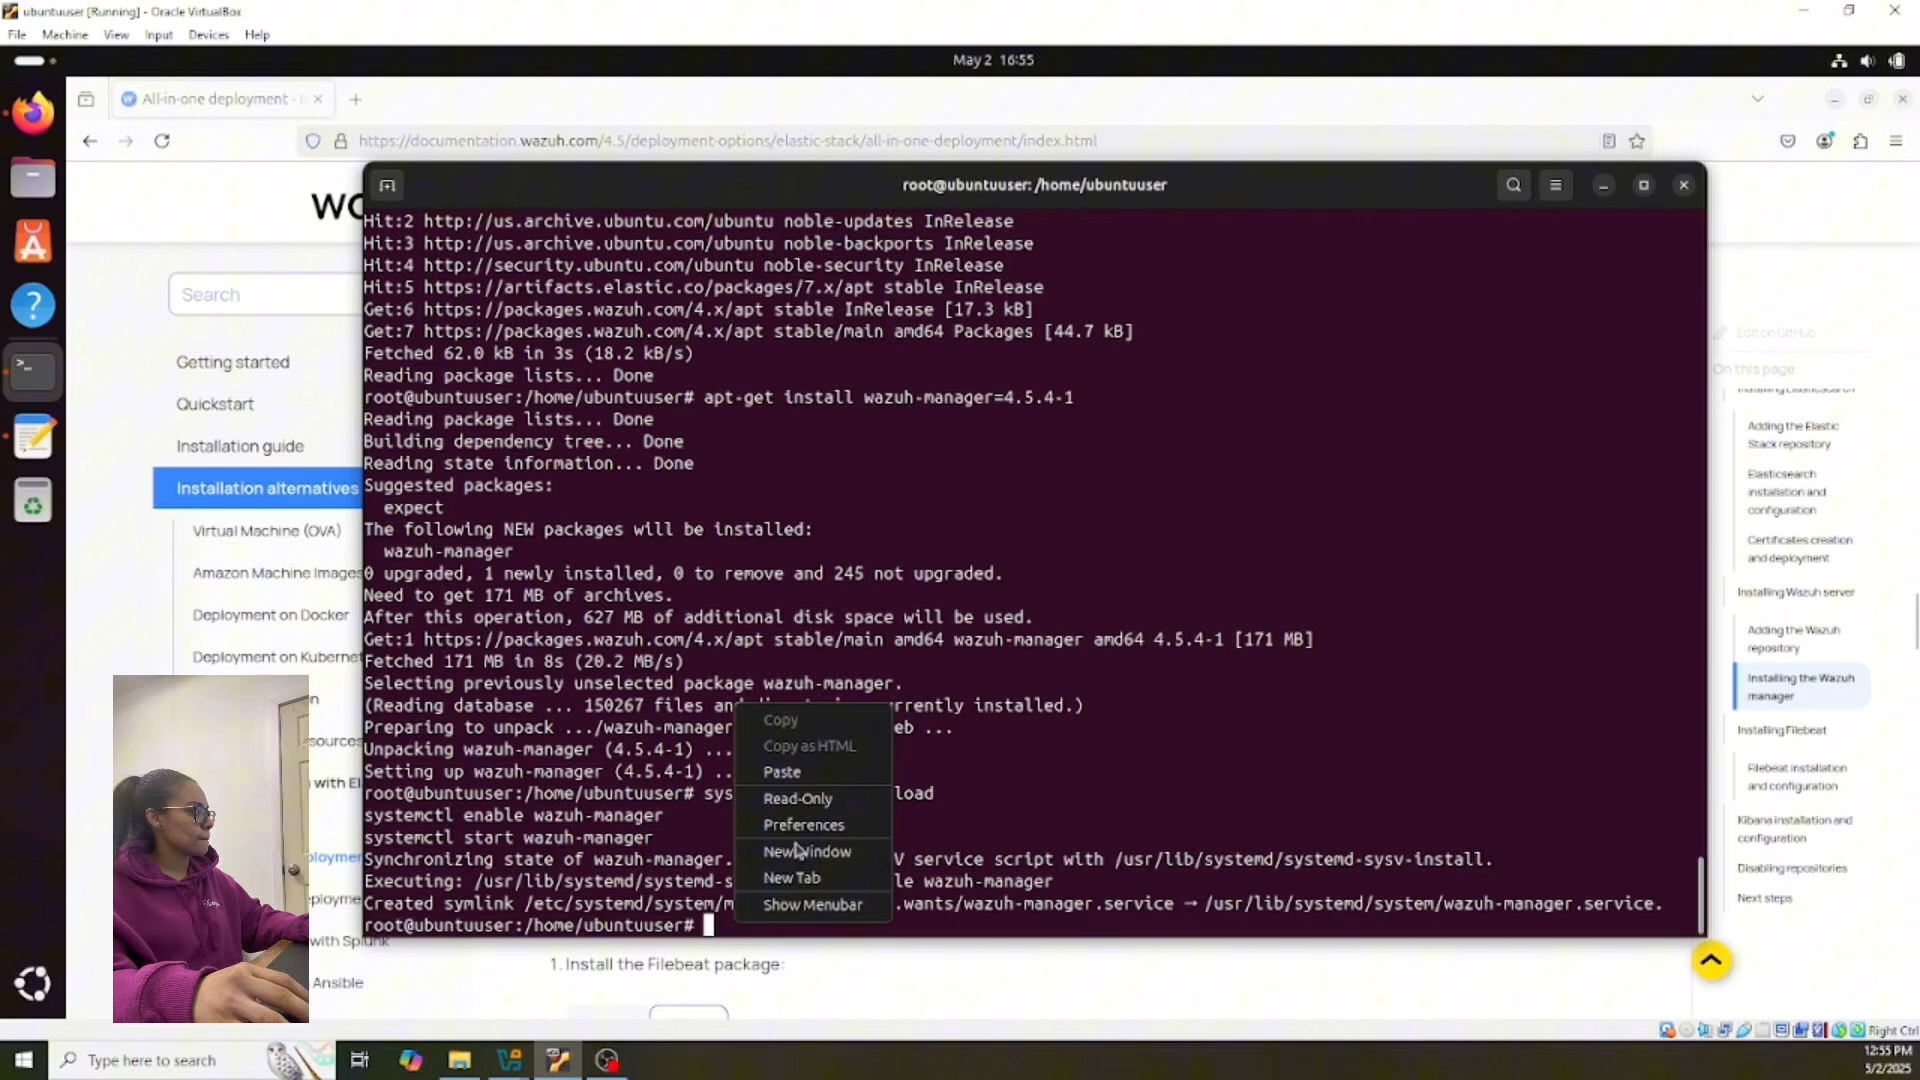 ubuntuuser [Running] - Oracle VirtualBox
File Machine View Input Devices Help
May 2 16:55
All-in-one deployment -
https://documentation.wazuh.com/4.5/deployment-options/elastic-stack/all-in-one-deployment/index.html
root@ubuntuuser: /home/ubuntuuser
Search
Getting started
Quickstart
Installation guide
Installation alternatives
Virtual Machine (OVA)
Amazon Machine Images
Deployment on Docker
Deployment on Kubernet
with El
with Splunk
Ansible
Hit:2 http://us.archive.ubuntu.com/ubuntu noble-updates InRelease
Hit:3 http://us.archive.ubuntu.com/ubuntu noble-backports InRelease
Hit:4 http://security.ubuntu.com/ubuntu noble-security InRelease
Hit:5 https://artifacts.elastic.co/packages/7.x/apt stable InRelease
Get:6 https://packages.wazuh.com/4.x/apt stable InRelease [17.3 kB]
Get:7 https://packages.wazuh.com/4.x/apt stable/main amd64 Packages [44.7 kB]
Fetched 62.0 kB in 3s (18.2 kB/s)
Reading package lists... Done
root@ubuntuuser:/home/ubuntuuser# apt-get install wazuh-manager=4.5.4-1
Reading package lists... Done
Building dependency tree... Done
Reading state information... Done
Suggested packages:
expect
The following NEW packages will be installed:
wazuh-manager
0 upgraded, 1 newly installed, 0 to remove and 245 not upgraded.
Need to get 171 MB of archives.
After this operation, 627 MB of additional disk space will be used.
Get:1 https://packages.wazuh.com/4.x/apt stable/main amd64 wazuh-manager amd64 4.5.4-1 [171 MB]
Fetched 171 MB in 8s (20.2 MB/s)
Selecting previously unselected package wazuh-manager.
(Reading database ... 150267 files and rrently installed.)
Preparing to unpack .../wazuh-manager eb ...
Unpacking wazuh-manager (4.5.4-1) ...
Setting up wazuh-manager (4.5.4-1) ..
root@ubuntuuser:/home/ubuntuuser# sys load
systemctl enable wazuh-manager
systemctl start wazuh-manager
Synchronizing state of wazuh-manager. V service script with /usr/lib/systemd/systemd-sysv-install.
Executing: /usr/lib/systemd/systemd-s le wazuh-manager
Created symlink /etc/systemd/system/m .wants/wazuh-manager.service → /usr/lib/systemd/system/wazuh-manager.service.
root@ubuntuuser:/home/ubuntuuser#
Copy
Copy as HTML
Paste
Read-Only
Preferences
New Window
New Tab
Show Menubar
1. Install the Filebeat package:
Edit on GitHub
On this page
Installing Elasticsearch
Adding the Elastic
Stack repository
Elasticsearch
installation and
configuration
Certificates creation
and deployment
Installing Wazuh server
Adding the Wazuh
repository
Installing the Wazuh
manager
Installing Filebeat
Filebeat installation
and configuration
Kibana installation and
configuration
Disabling repositories
Next steps
Right Ctrl
Type here to search
12:55 PM
5/2/2025